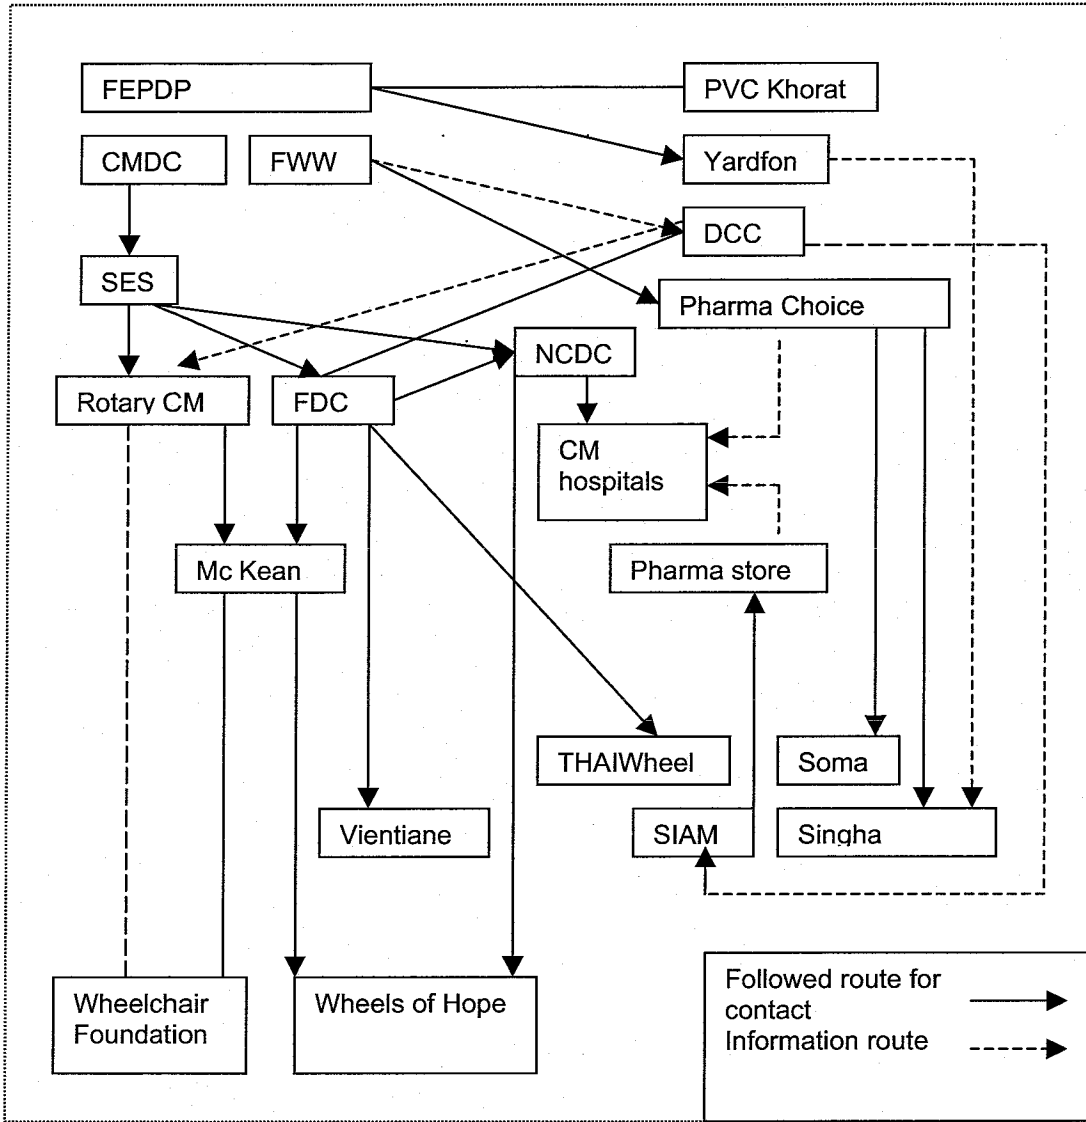 FEPDP
PVC Khorat
CMDC
FWW
Yardfon
DCC
SES
Pharma Choice
NCDC
Rotary CM
FDC
CM
hospitals
Mc Kean
Pharma store
THAIWheel
Soma
Vientiane
SIAM
Singha
Wheelchair
Foundation
Wheels of Hope
Followed route for
contact
Information route